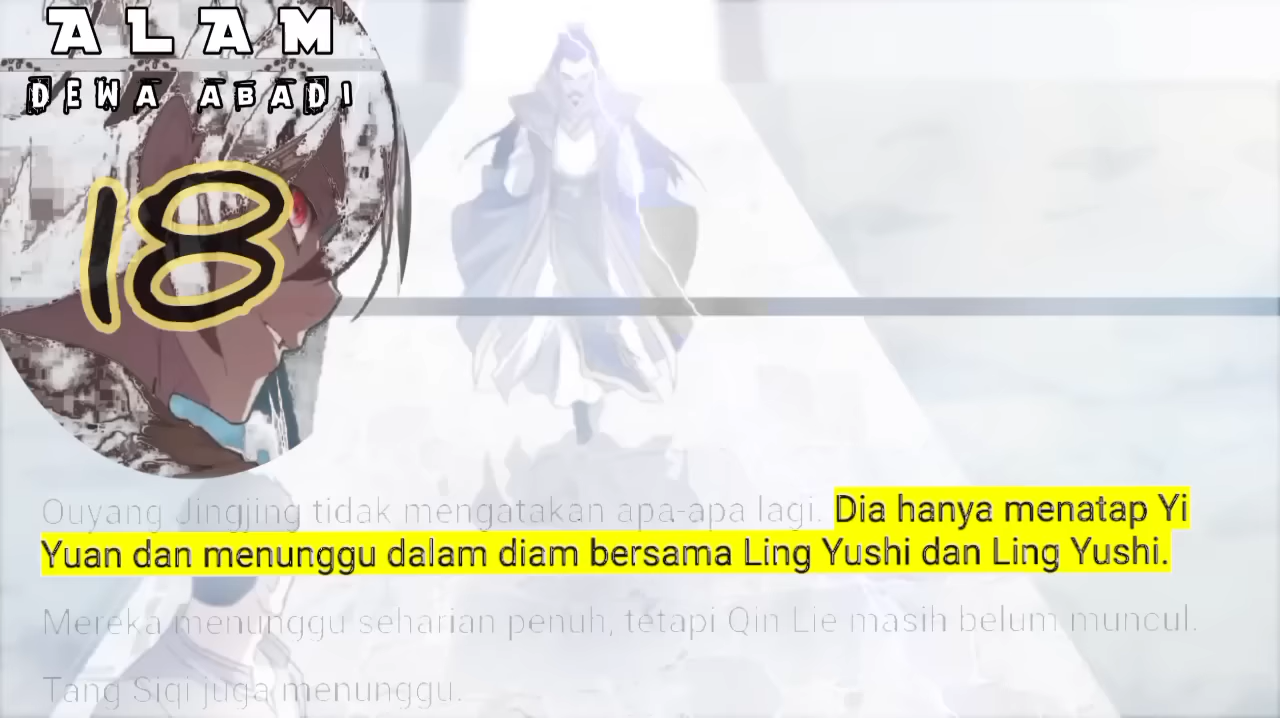 ALAM
DEWA ABADI
18
Ouyang Jingjing tidak mengatakan apa-apa lagi. Dia hanya menatap Yi
Yuan dan menunggu dalam diam bersama Ling Yushi dan Ling Yushi.
Mereka menunggu seharian penuh, tetapi Qin Lie masih belum muncul.
Tang Siqi juga menunggu.